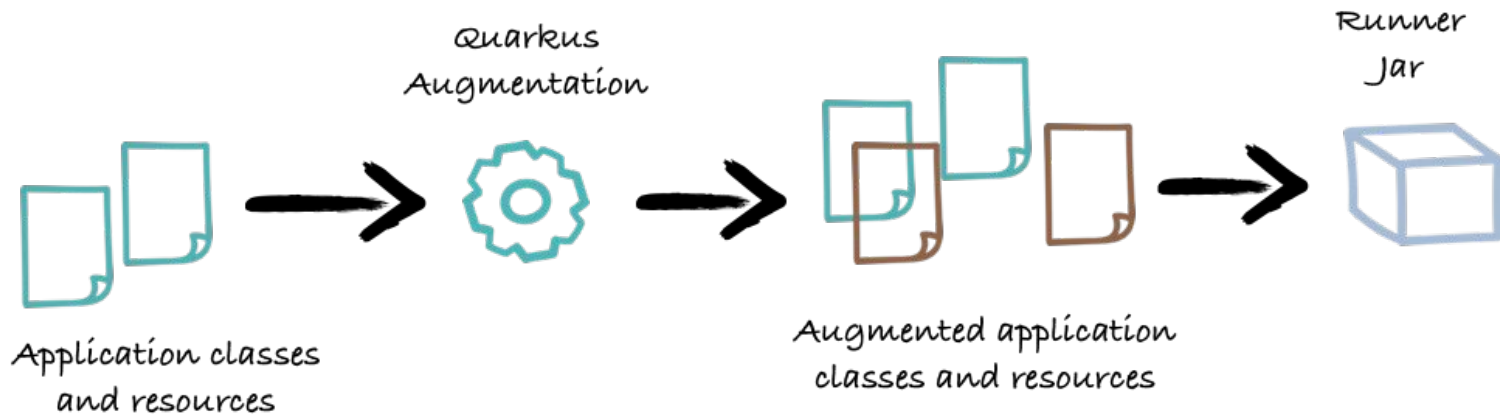 Application classes
and resources
Quarkus
Augmentation
Augmented application
classes and resources
Runner
Jar